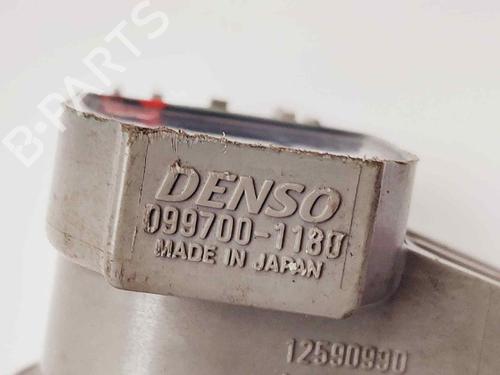 B-PARTS
DENSO
099700-1180
MADE IN JAPAN
12590990